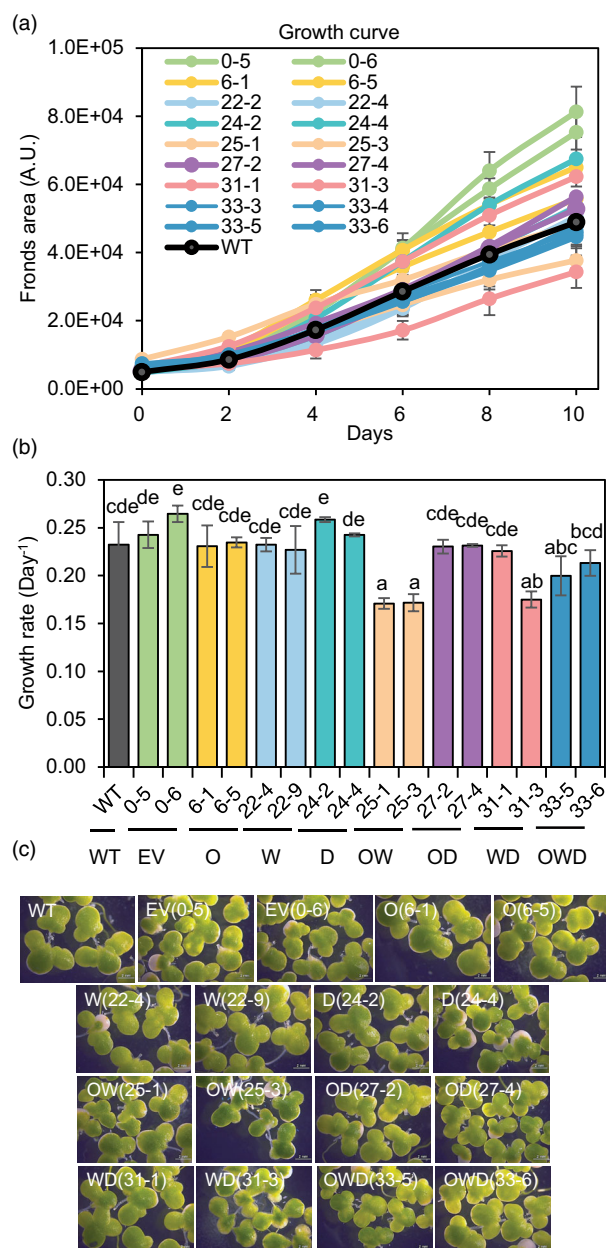 (a)
Growth curve
1.0E+05
8.0E+04
6.0E+04
4.0E+04
2.0E+04
0.0E+00
Fronds area (A.U.)
0-5 0-6
6-1 6-5
22-2 22-4
24-2 24-4
25-1 25-3
27-2 27-4
31-1 31-3
33-3 33-4
33-5 33-6
WT
0 2 4 6 8 10
Days
(b)
0.30
0.25
0.20
0.15
0.10
0.05
0.00
Growth rate (Day-1)
cde de e cde cde cde cde e de a a cde cde cde ab abc bcd
WT 0-5 0-6 6-1 6-5 22-4 22-9 24-2 24-4 25-1 25-3 27-2 27-4 31-1 31-3 33-5 33-6
WT EV O W D OW OD WD OWD
(c)
WT EV(0-5) EV(0-6) O(6-1) O(6-5)
W(22-4) W(22-9) D(24-2) D(24-4)
OW(25-1) OW(25-3) OD(27-2) OD(27-4)
WD(31-1) WD(31-3) OWD(33-5) OWD(33-6)